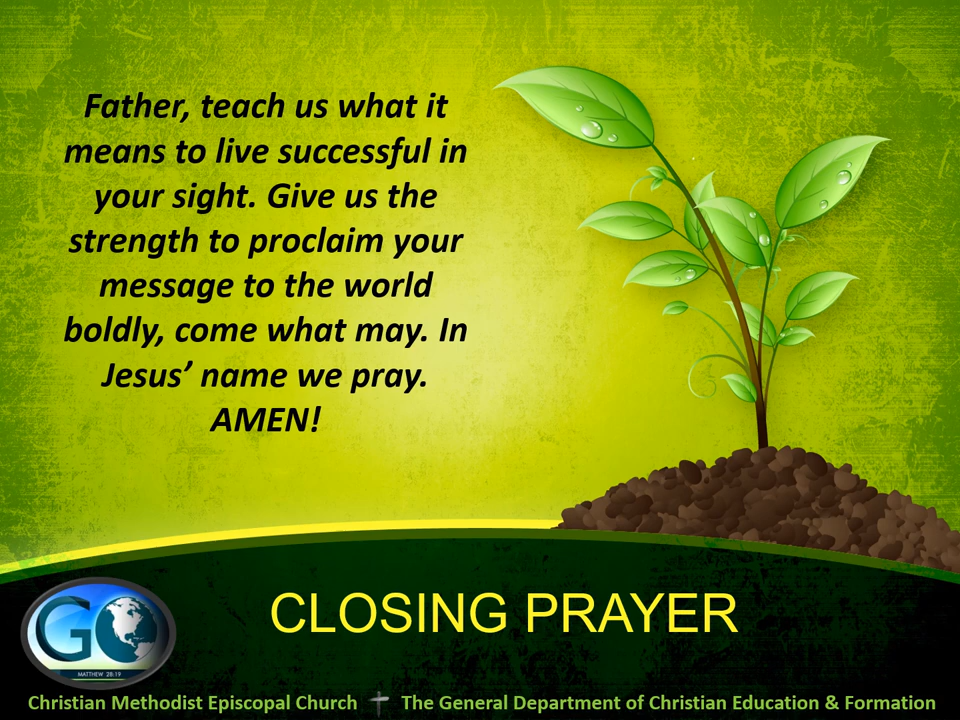 Father, teach us what it
means to live successful in
your sight. Give us the
strength to proclaim your
message to the world
boldly, come what may. In
Jesus’ name we pray.
AMEN!
CLOSING PRAYER
GO
MATTHEW 28:19
Christian Methodist Episcopal Church The General Department of Christian Education & Formation